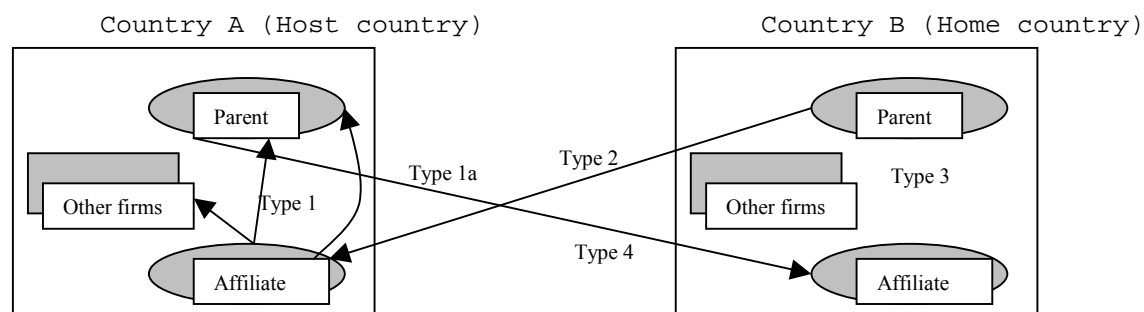 Country A (Host country)
Country B (Home country)
Parent
Parent
Type 2
Type 1a
Type 3
Type 1
Other firms
Other firms
Type 4
Affiliate
Affiliate